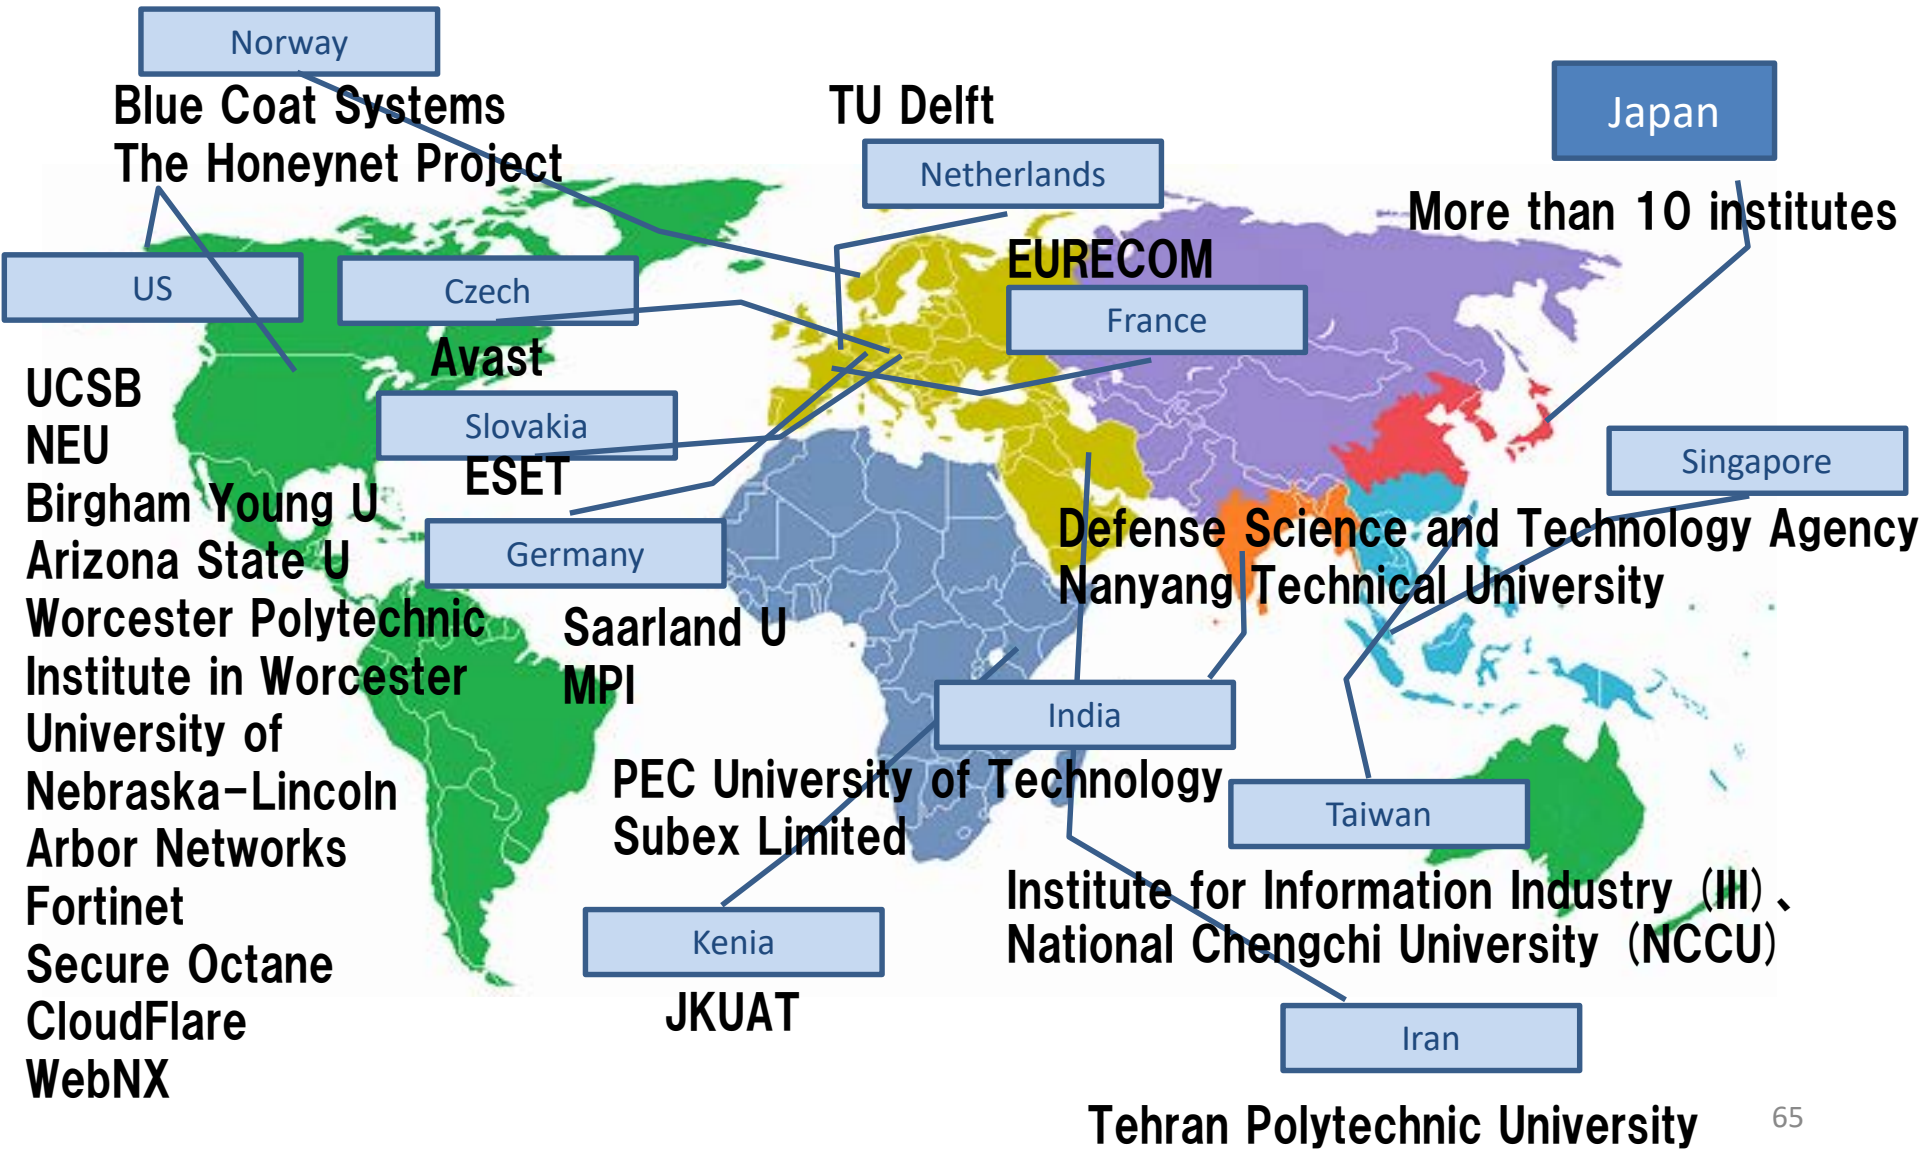 Norway
Blue Coat Systems
The Honeynet Project
TU Delft
Netherlands
Japan
More than 10 institutes
EURECOM
France
US
Czech
Avast
UCSB
NEU
Birgham Young U
Arizona State U
Worcester Polytechnic
Institute in Worcester
University of
Nebraska-Lincoln
Arbor Networks
Fortinet
Secure Octane
CloudFlare
WebNX
Slovakia
ESET
Germany
Saarland U
MPI
Singapore
Defense Science and Technology Agency
Nanyang Technical University
India
PEC University of Technology
Subex Limited
Taiwan
Institute for Information Industry (III)、
National Chengchi University (NCCU)
Kenia
JKUAT
Iran
Tehran Polytechnic University
65